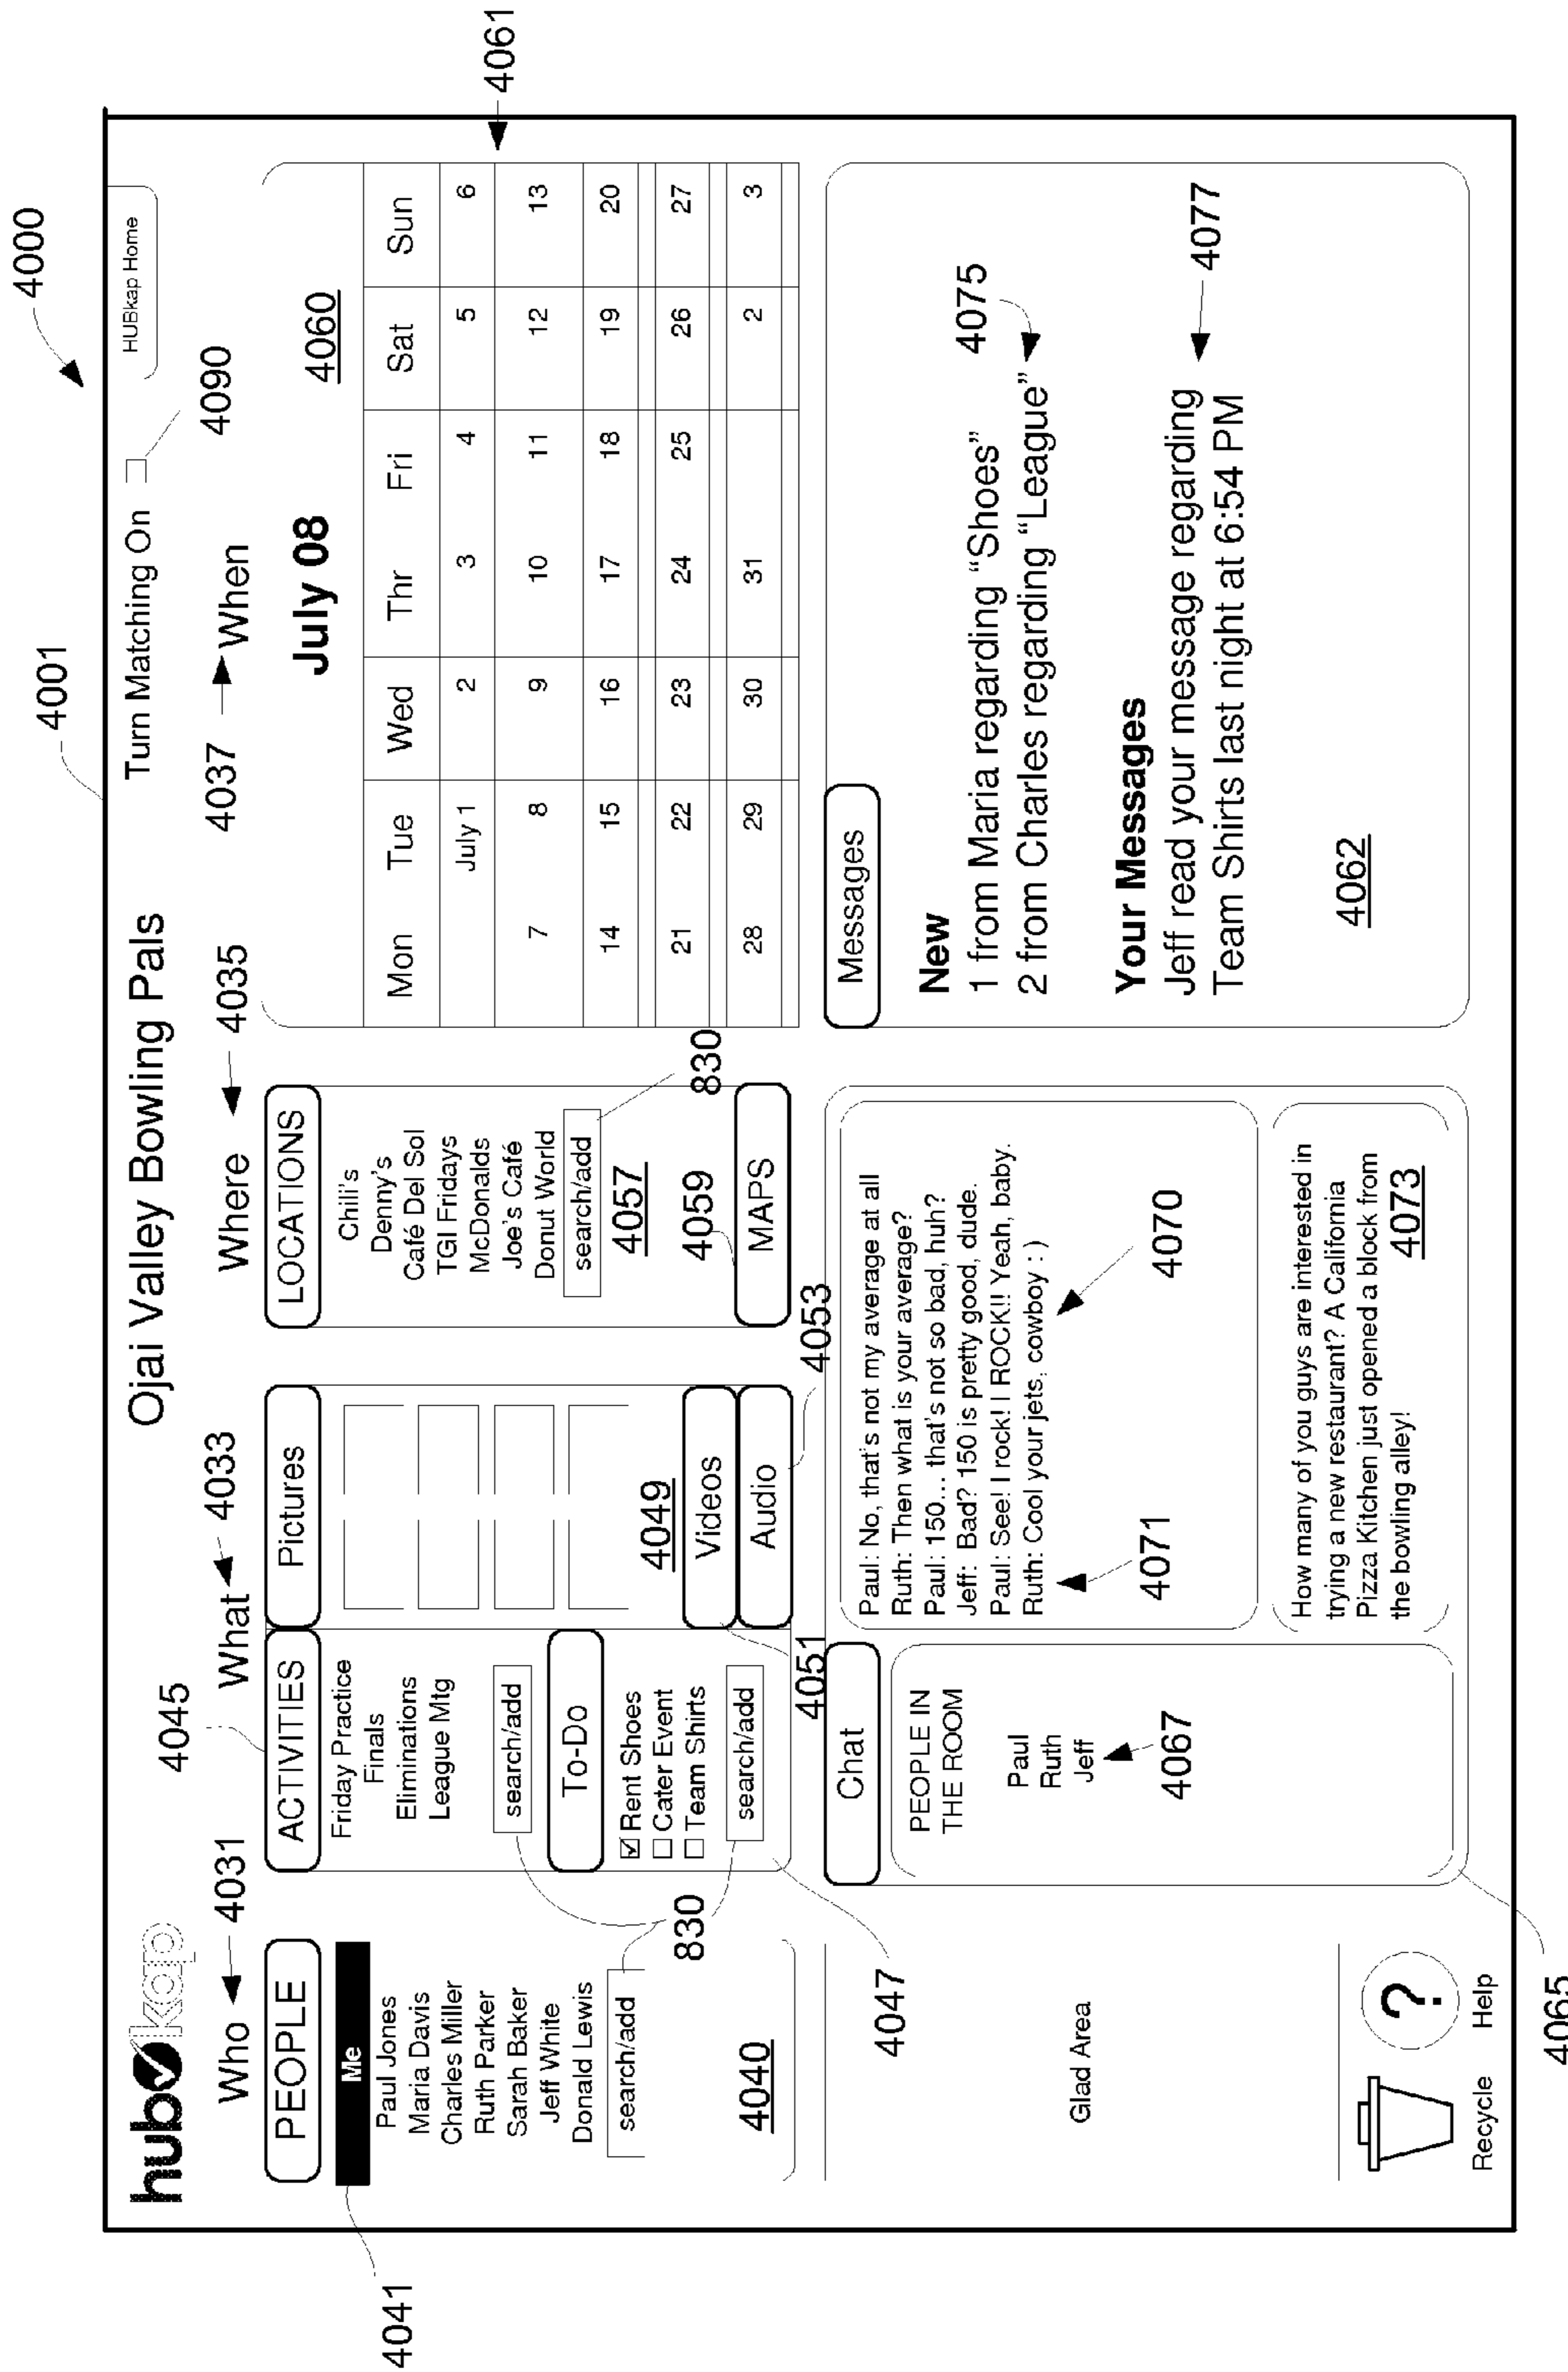 4000
4001
hubkap
Ojai Valley Bowling Pals
Turn Matching On
4090
HUBkap Home
Who
4031
4045
What
4033
Where
4035
4037
When
4041
PEOPLE
Me
Paul Jones
Maria Davis
Charles Miller
Ruth Parker
Sarah Baker
Jeff White
Donald Lewis
search/add
830
4040
ACTIVITIES
Friday Practice
Finals
Eliminations
League Mtg
search/add
To-Do
☑ Rent Shoes
☐ Cater Event
☐ Team Shirts
search/add
4047
Pictures
4049
Videos
Audio
4051
4053
LOCATIONS
Chili's
Denny's
Café Del Sol
TGI Fridays
McDonalds
Joe's Café
Donut World
search/add
830
4057
4059
MAPS
July 08
4060
4061
Mon Tue Wed Thr Fri Sat Sun
July 1 2 3 4 5 6
7 8 9 10 11 12 13
14 15 16 17 18 19 20
21 22 23 24 25 26 27
28 29 30 31 2 3
Glad Area
Recycle
Help
?
Chat
PEOPLE IN
THE ROOM
Paul
Ruth
Jeff
4067
4065
Paul: No, that's not my average at all
Ruth: Then what is your average?
Paul: 150... that's not so bad, huh?
Jeff: Bad? 150 is pretty good, dude.
Paul: See! I rock! I ROCK!! Yeah, baby.
Ruth: Cool your jets, cowboy : )
4071
4070
How many of you guys are interested in
trying a new restaurant? A California
Pizza Kitchen just opened a block from
the bowling alley!
4073
Messages
New
1 from Maria regarding “Shoes”
2 from Charles regarding “League”
4075
Your Messages
Jeff read your message regarding
Team Shirts last night at 6:54 PM
4077
4062